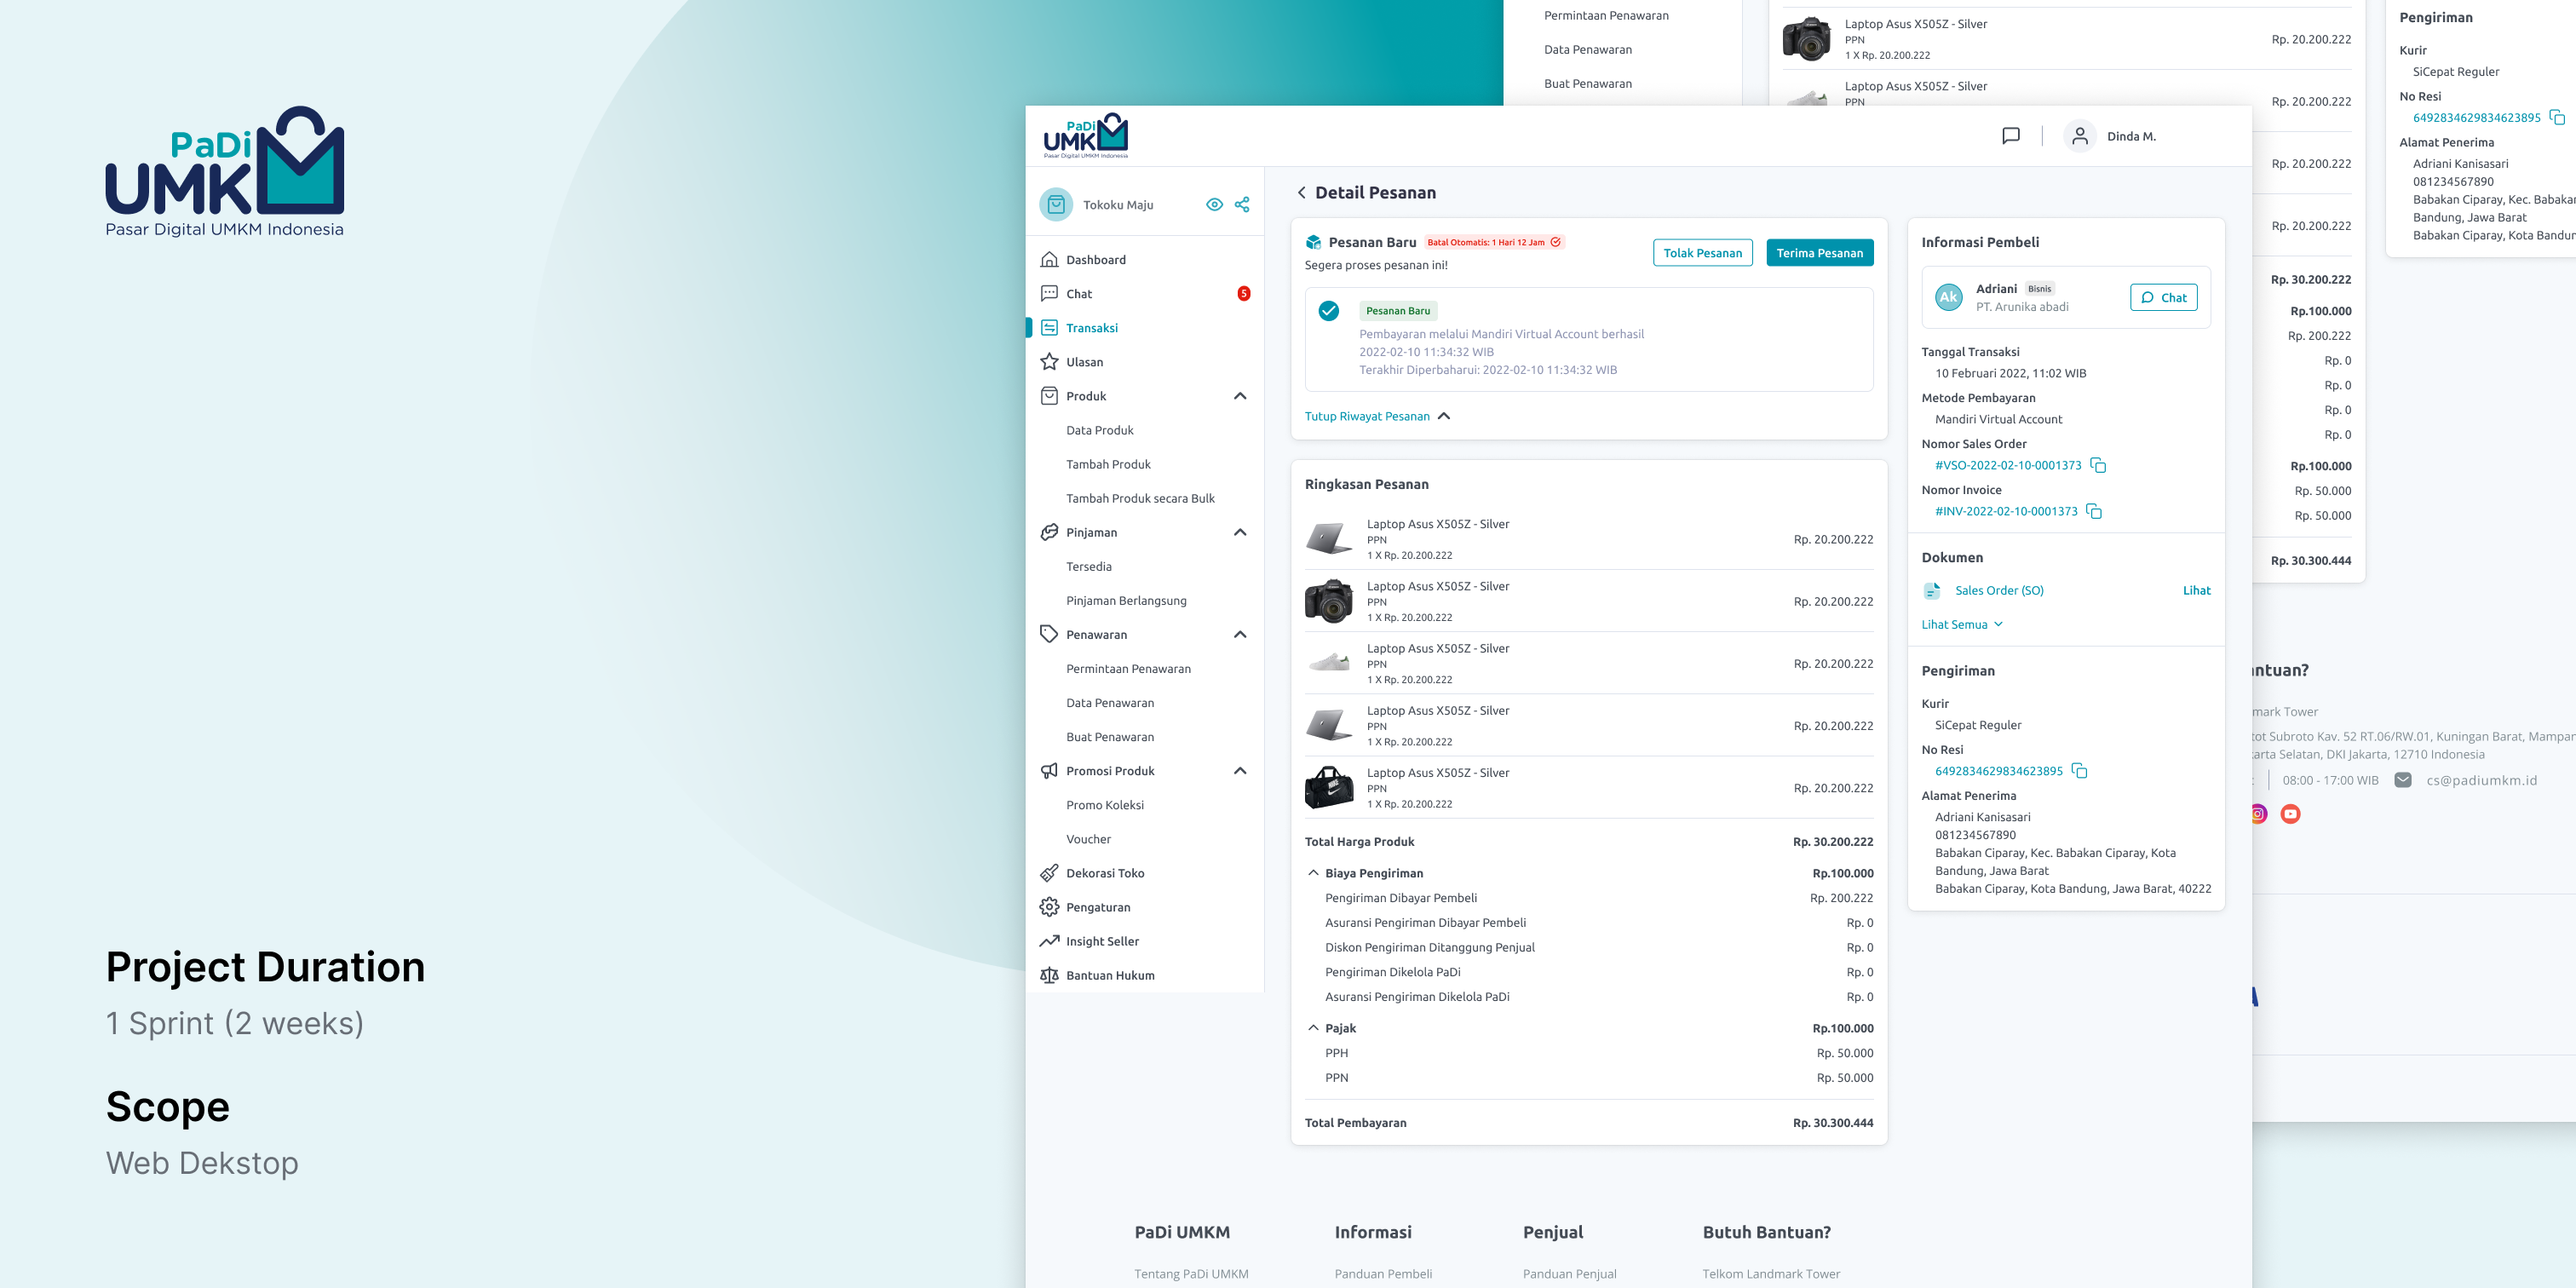 PaDi
UMKM
Pasar Digital UMKM Indonesia
Project Duration
1 Sprint (2 weeks)
Scope
Web Dekstop
PaDi
UMKM
Pasar Digital UMKM Indonesia
Dinda M.
Tokoku Maju
Dashboard
Chat
5
Transaksi
Ulasan
Produk
Data Produk
Tambah Produk
Tambah Produk secara Bulk
Pinjaman
Tersedia
Pinjaman Berlangsung
Penawaran
Permintaan Penawaran
Data Penawaran
Buat Penawaran
Promosi Produk
Promo Koleksi
Voucher
Dekorasi Toko
Pengaturan
Insight Seller
Bantuan Hukum
Detail Pesanan
Pesanan Baru
Batal Otomatis: 1 Hari 12 Jam
Segera proses pesanan ini!
Tolak Pesanan
Terima Pesanan
Pesanan Baru
Pembayaran melalui Mandiri Virtual Account berhasil
2022-02-10 11:34:32 WIB
Terakhir Diperbaharui: 2022-02-10 11:34:32 WIB
Tutup Riwayat Pesanan
Ringkasan Pesanan
Laptop Asus X505Z - Silver
PPN
1 X Rp. 20.200.222
Rp. 20.200.222
Laptop Asus X505Z - Silver
PPN
1 X Rp. 20.200.222
Rp. 20.200.222
Laptop Asus X505Z - Silver
PPN
1 X Rp. 20.200.222
Rp. 20.200.222
Laptop Asus X505Z - Silver
PPN
1 X Rp. 20.200.222
Rp. 20.200.222
Laptop Asus X505Z - Silver
PPN
1 X Rp. 20.200.222
Rp. 20.200.222
Total Harga Produk Rp. 30.200.222
Biaya Pengiriman Rp.100.000
Pengiriman Dibayar Pembeli Rp. 200.222
Asuransi Pengiriman Dibayar Pembeli Rp. 0
Diskon Pengiriman Ditanggung Penjual Rp. 0
Pengiriman Dikelola PaDi Rp. 0
Asuransi Pengiriman Dikelola PaDi Rp. 0
Pajak Rp.100.000
PPH Rp. 50.000
PPN Rp. 50.000
Total Pembayaran Rp. 30.300.444
Informasi Pembeli
Ak
Adriani Bisnis
PT. Arunika abadi
Chat
Tanggal Transaksi
10 Februari 2022, 11:02 WIB
Metode Pembayaran
Mandiri Virtual Account
Nomor Sales Order
#VSO-2022-02-10-0001373
Nomor Invoice
#INV-2022-02-10-0001373
Dokumen
Sales Order (SO) Lihat
Lihat Semua
Pengiriman
Kurir
SiCepat Reguler
No Resi
6492834629834623895
Alamat Penerima
Adriani Kanisasari
081234567890
Babakan Ciparay, Kec. Babakan Ciparay, Kota
Bandung, Jawa Barat
Babakan Ciparay, Kota Bandung, Jawa Barat, 40222
PaDi UMKM
Tentang PaDi UMKM
Informasi
Panduan Pembeli
Penjual
Panduan Penjual
Butuh Bantuan?
Telkom Landmark Tower
Permintaan Penawaran
Data Penawaran
Buat Penawaran
Laptop Asus X505Z - Silver
PPN
1 X Rp. 20.200.222
Rp. 20.200.222
Laptop Asus X505Z - Silver
PPN
Rp. 20.200.222
Rp. 20.200.222
Rp. 20.200.222
Rp. 30.200.222
Rp.100.000
Rp. 200.222
Rp. 0
Rp. 0
Rp. 0
Rp. 0
Rp.100.000
Rp. 50.000
Rp. 50.000
Rp. 30.300.444
Pengiriman
Kurir
SiCepat Reguler
No Resi
6492834629834623895
Alamat Penerima
Adriani Kanisasari
081234567890
Babakan Ciparay, Kec. Babakan
Bandung, Jawa Barat
Babakan Ciparay, Kota Bandun
antuan?
mark Tower
tot Subroto Kav. 52 RT.06/RW.01, Kuningan Barat, Mampan
karta Selatan, DKI Jakarta, 12710 Indonesia
08:00 - 17:00 WIB cs@padiumkm.id